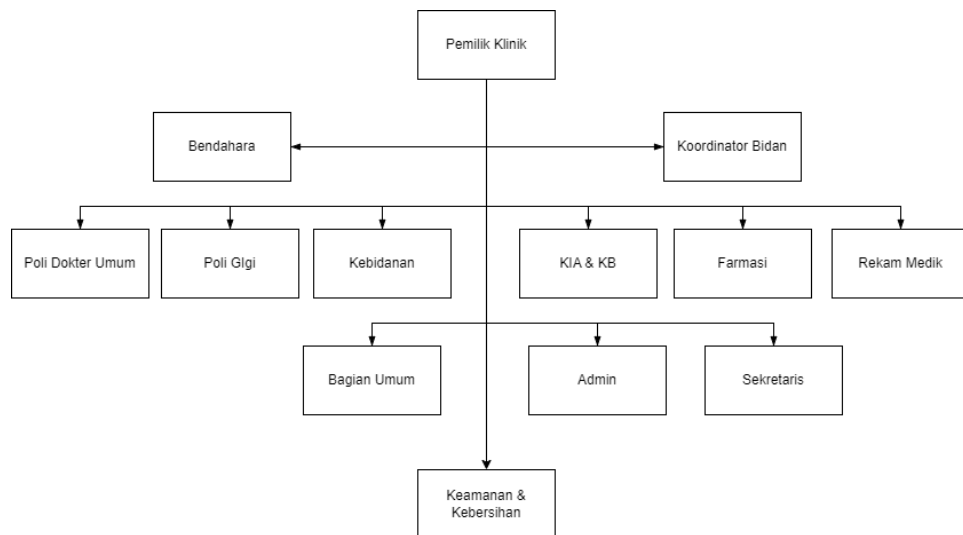 Pemilik Klinik
Bendahara
Koordinator Bidan
Poli Dokter Umum
Poli GIgi
Kebidanan
KIA & KB
Farmasi
Rekam Medik
Bagian Umum
Admin
Sekretaris
Keamanan &
Kebersihan